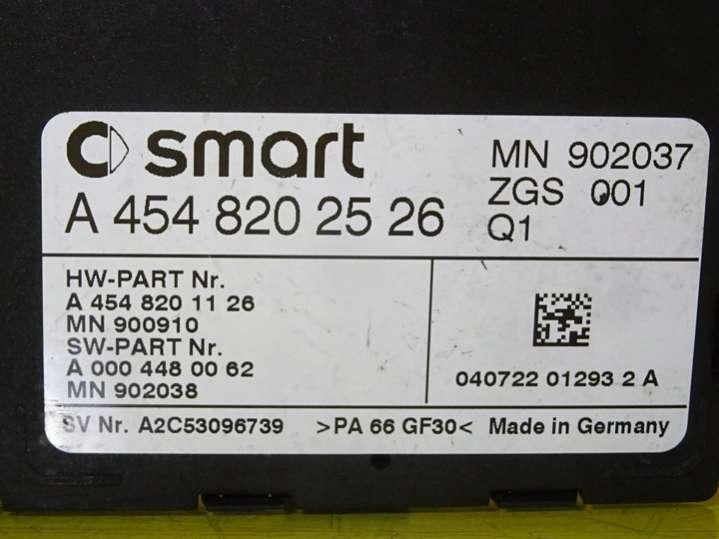 smart
MN 902037
A 454 820 25 26
ZGS 001
Q1
HW-PART Nr.
A 454 820 11 26
MN 900910
SW-PART Nr.
A 000 448 00 62
MN 902038
040722 01293 2 A
SV Nr. A2C53096739 >PA 66 GF30< Made in Germany